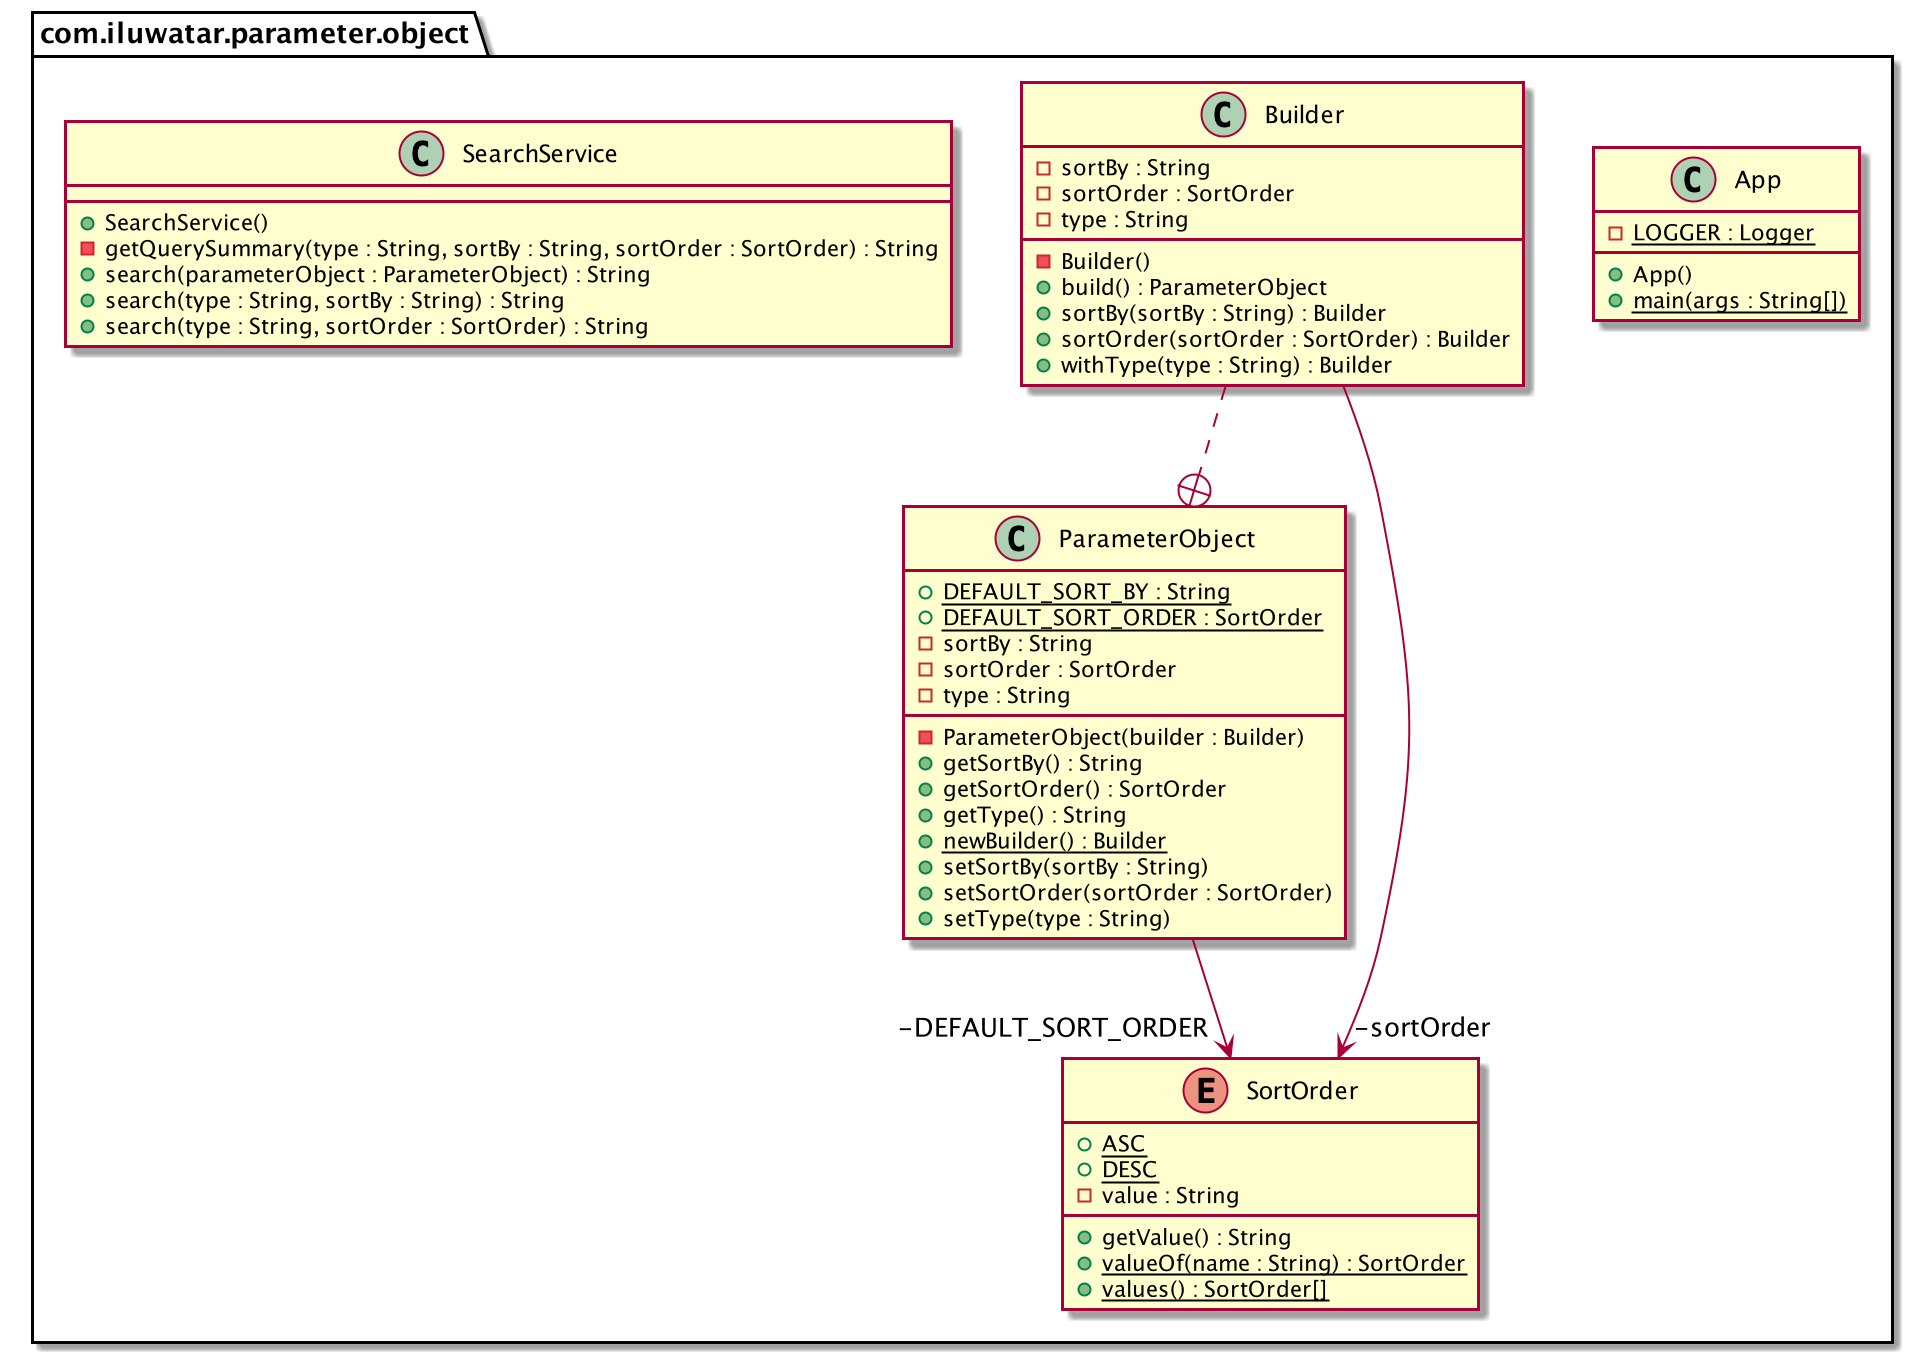 com.iluwatar.parameter.object
C SearchService
SearchService()
getQuerySummary(type : String, sortBy : String, sortOrder : SortOrder) : String
search(parameterObject : ParameterObject) : String
search(type : String, sortBy : String) : String
search(type : String, sortOrder : SortOrder) : String
C Builder
sortBy : String
sortOrder : SortOrder
type : String
Builder()
build() : ParameterObject
sortBy(sortBy : String) : Builder
sortOrder(sortOrder : SortOrder) : Builder
withType(type : String) : Builder
C App
LOGGER : Logger
App()
main(args : String[])
C ParameterObject
DEFAULT_SORT_BY : String
DEFAULT_SORT_ORDER : SortOrder
sortBy : String
sortOrder : SortOrder
type : String
ParameterObject(builder : Builder)
getSortBy() : String
getSortOrder() : SortOrder
getType() : String
newBuilder() : Builder
setSortBy(sortBy : String)
setSortOrder(sortOrder : SortOrder)
setType(type : String)
-DEFAULT_SORT_ORDER
-sortOrder
E SortOrder
ASC
DESC
value : String
getValue() : String
valueOf(name : String) : SortOrder
values() : SortOrder[]